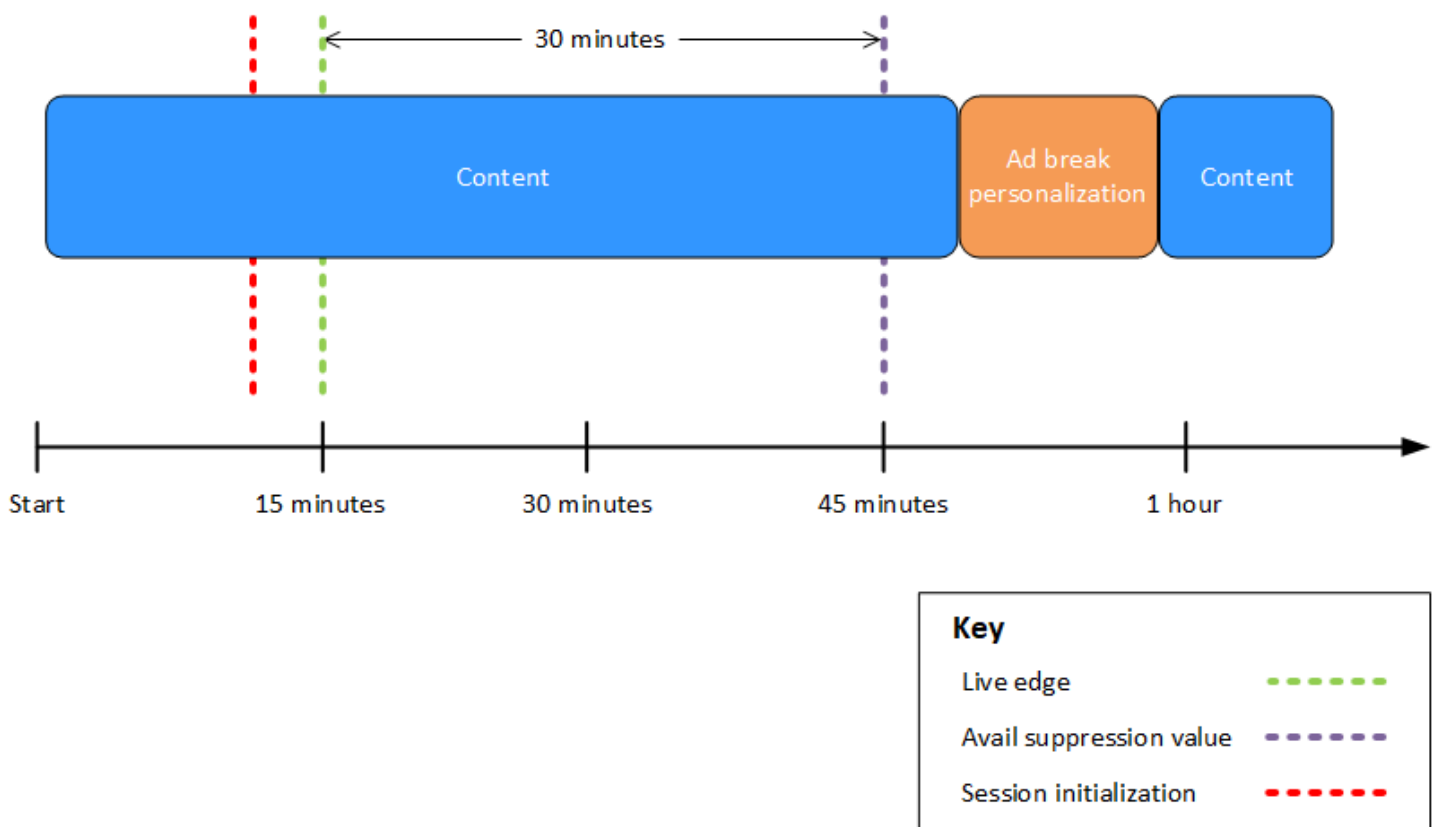 30 minutes
Content
Ad break
personalization
Content
Start
15 minutes
30 minutes
45 minutes
1 hour
Key
Live edge
Avail suppression value
Session initialization